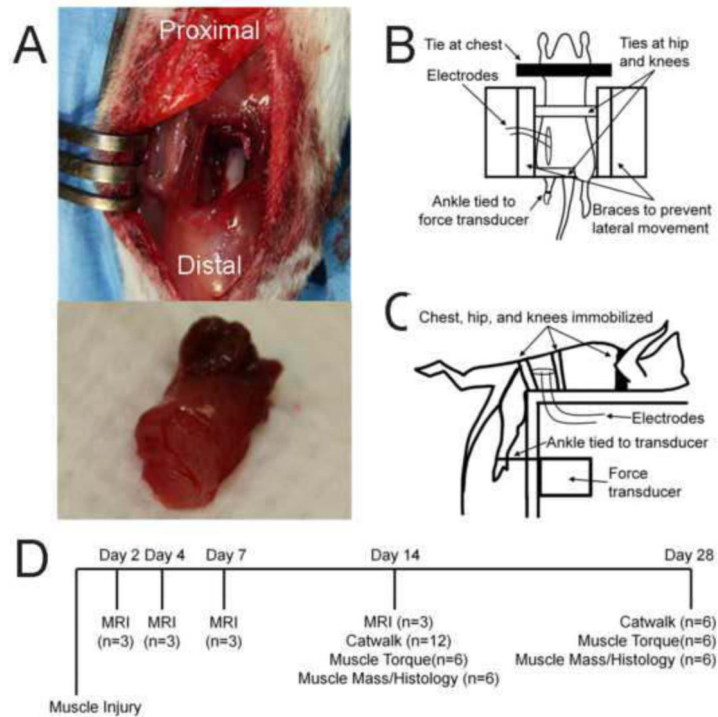 A
Proximal
Distal
B
Tie at chest
Ties at hip
and knees
Electrodes
Ankle tied to
force transducer
Braces to prevent
lateral movement
C
Chest, hip, and knees immobilized
Electrodes
Ankle tied to transducer
Force
transducer
D
Day 2 Day 4 Day 7 Day 14 Day 28
MRI MRI MRI MRI (n=3) Catwalk (n=6)
(n=3) (n=3) (n=3) Catwalk (n=12) Muscle Torque(n=6)
Muscle Torque(n=6) Muscle Mass/Histology (n=6)
Muscle Mass/Histology (n=6)
Muscle Injury